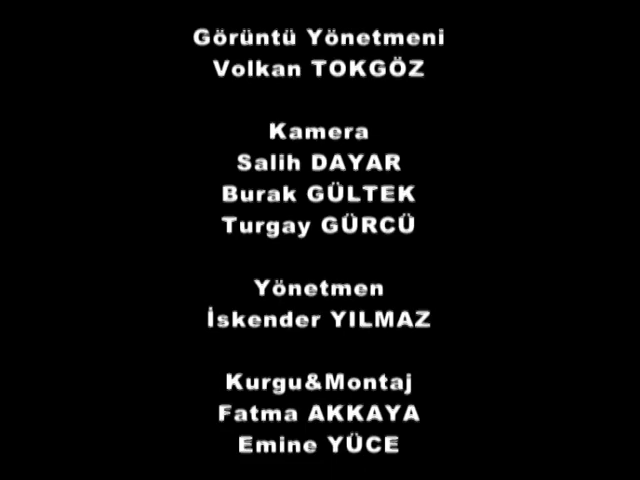 Görüntü Yönetmeni
Volkan TOKGÖZ
Kamera
Salih DAYAR
Burak GÜLTEK
Turgay GÜRCÜ
Yönetmen
İskender YILMAZ
Kurgu&Montaj
Fatma AKKAYA
Emine YÜCE